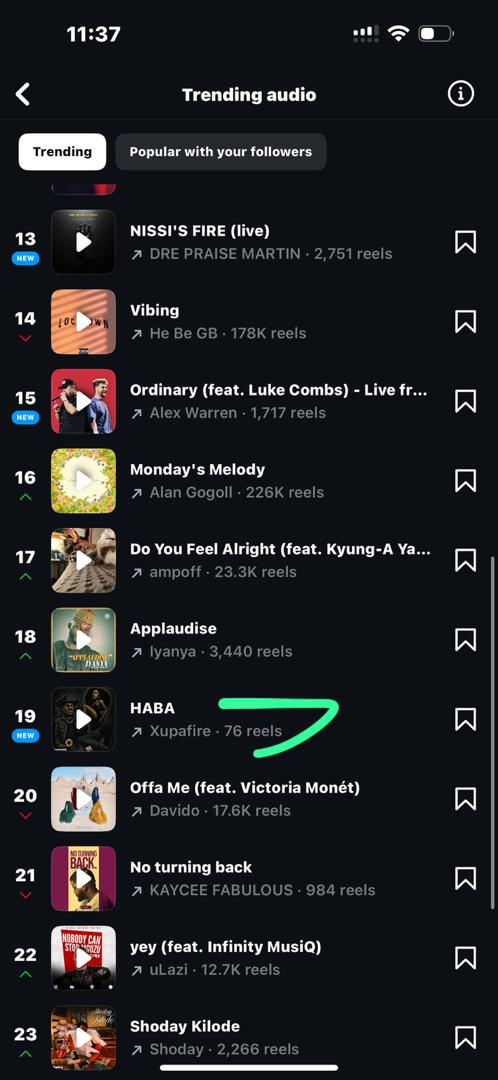 11:37
Trending audio
Trending
Popular with your followers
13
NISSI'S FIRE (live)
NEW
DRE PRAISE MARTIN · 2,751 reels
14
Vibing
He Be GB · 178K reels
15
Ordinary (feat. Luke Combs) - Live fr...
NEW
Alex Warren · 1,717 reels
16
Monday's Melody
Alan Gogoll · 226K reels
17
Do You Feel Alright (feat. Kyung-A Ya...
ampoff · 23.3K reels
18
Applaudise
Iyanya · 3,440 reels
19
HABA
NEW
Xupafire · 76 reels
20
Offa Me (feat. Victoria Monét)
Davido · 17.6K reels
21
NO TURNING
BACK.
No turning back
KAYCEE FABULOUS · 984 reels
22
yey (feat. Infinity MusiQ)
uLazi · 12.7K reels
23
Shoday Kilode
Shoday · 2,266 reels